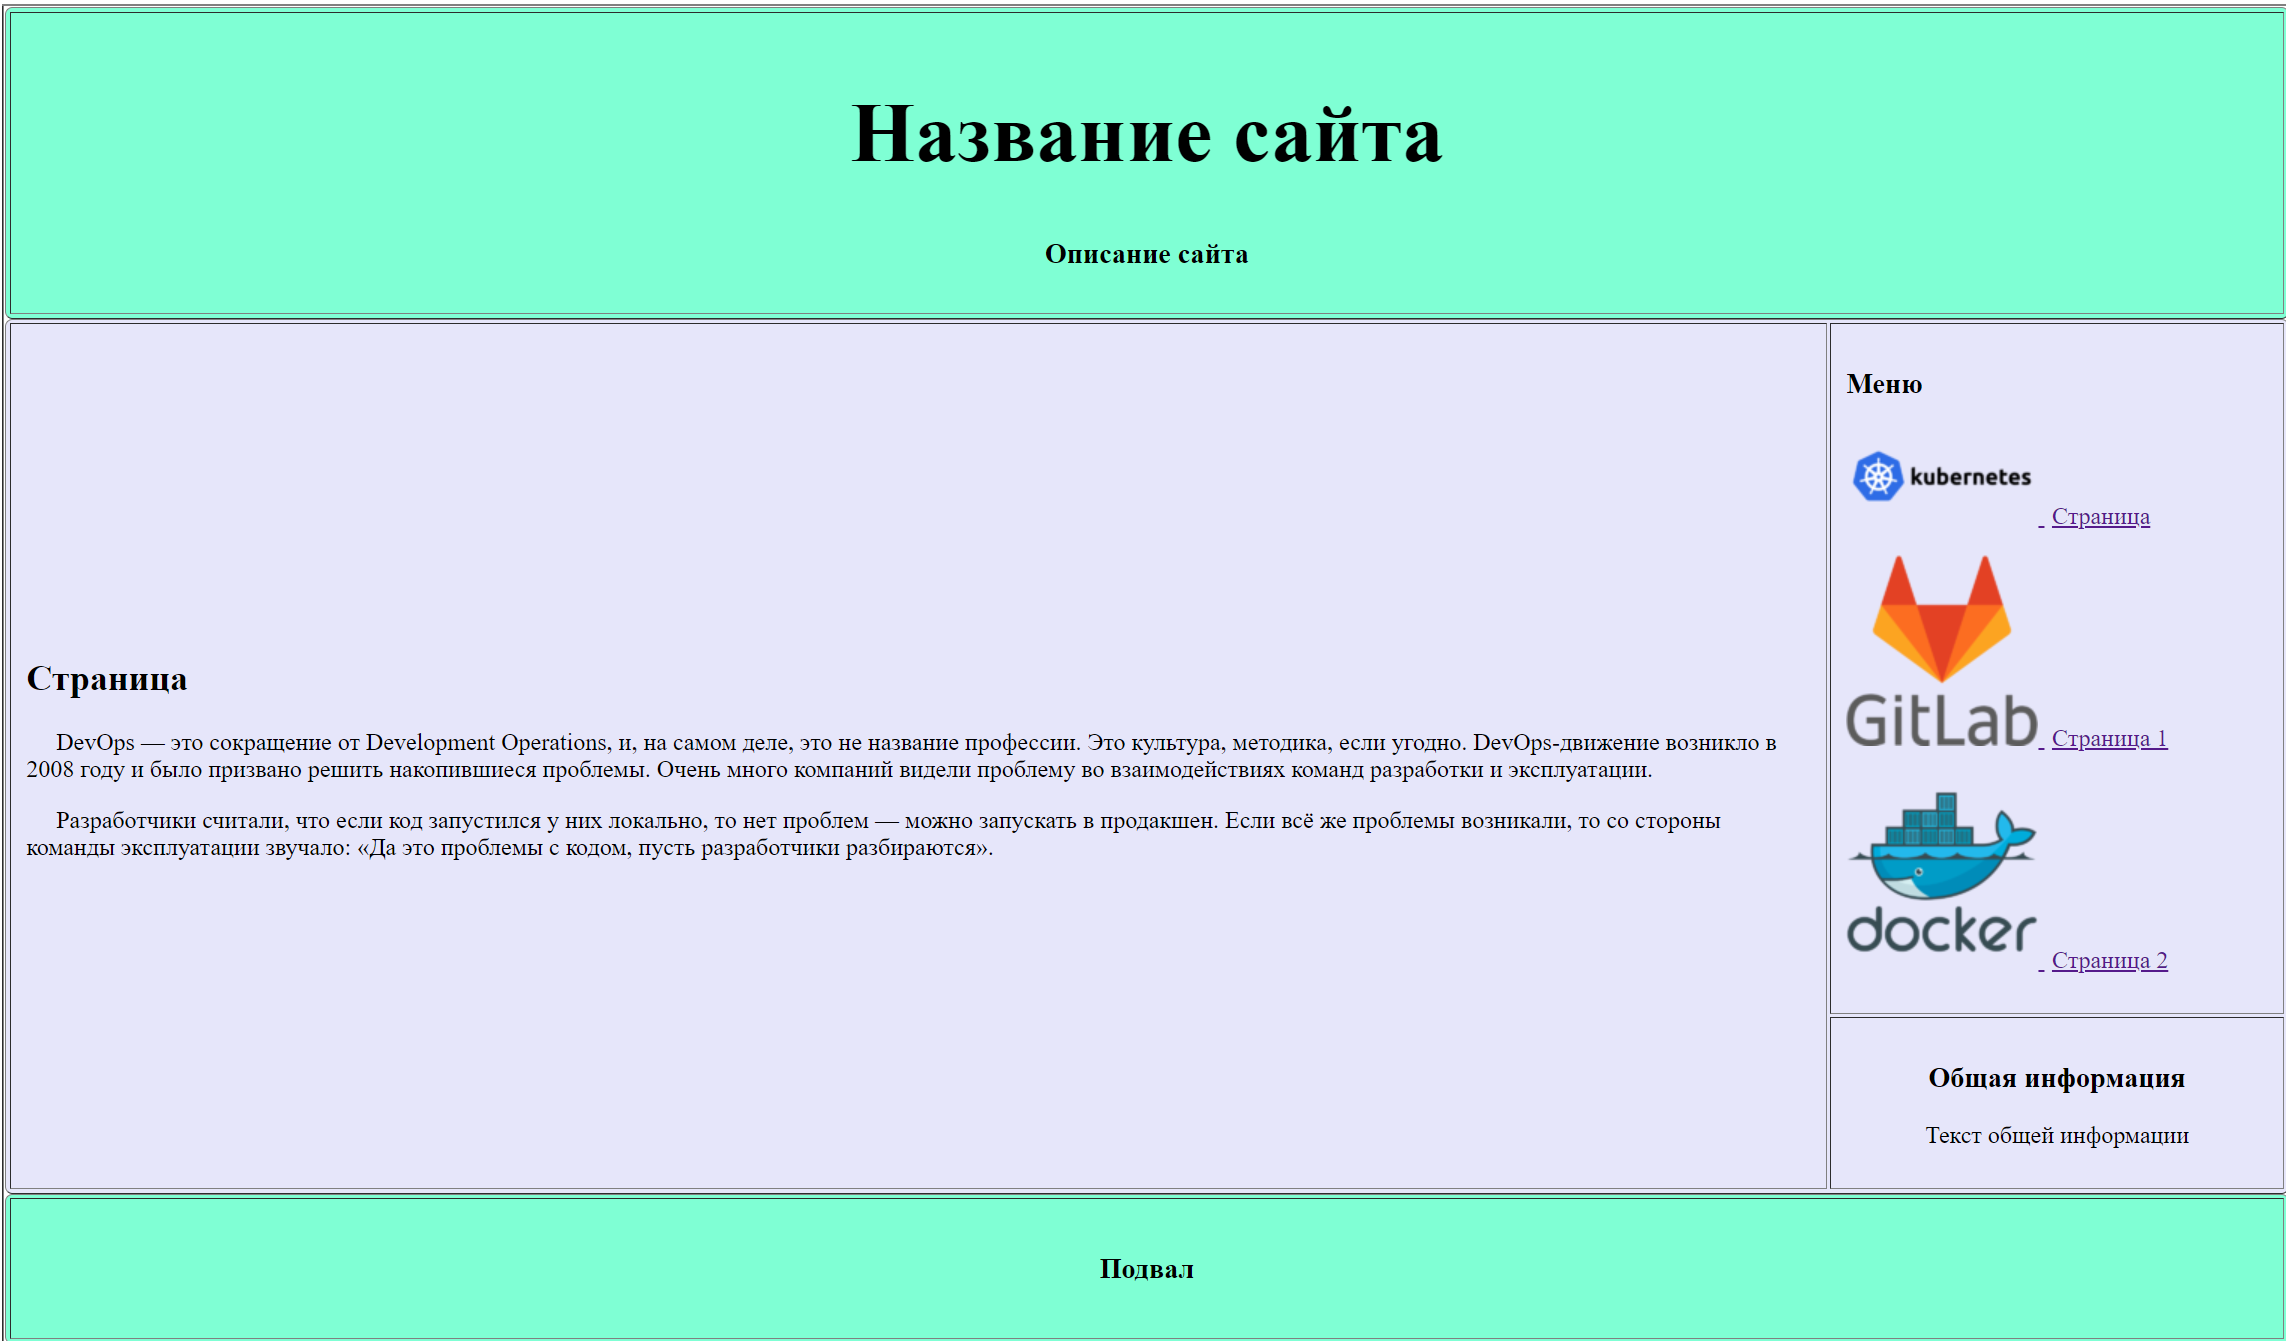 Название сайта
Описание сайта
Страница
DevOps — это сокращение от Development Operations, и, на самом деле, это не название профессии. Это культура, методика, если угодно. DevOps-движение возникло в
2008 году и было призвано решить накопившиеся проблемы. Очень много компаний видели проблему во взаимодействиях команд разработки и эксплуатации.
Разработчики считали, что если код запустился у них локально, то нет проблем — можно запускать в продакшен. Если всё же проблемы возникали, то со стороны
команды эксплуатации звучало: «Да это проблемы с кодом, пусть разработчики разбираются».
Меню
kubernetes
Страница
GitLab
Страница 1
docker
Страница 2
Общая информация
Текст общей информации
Подвал